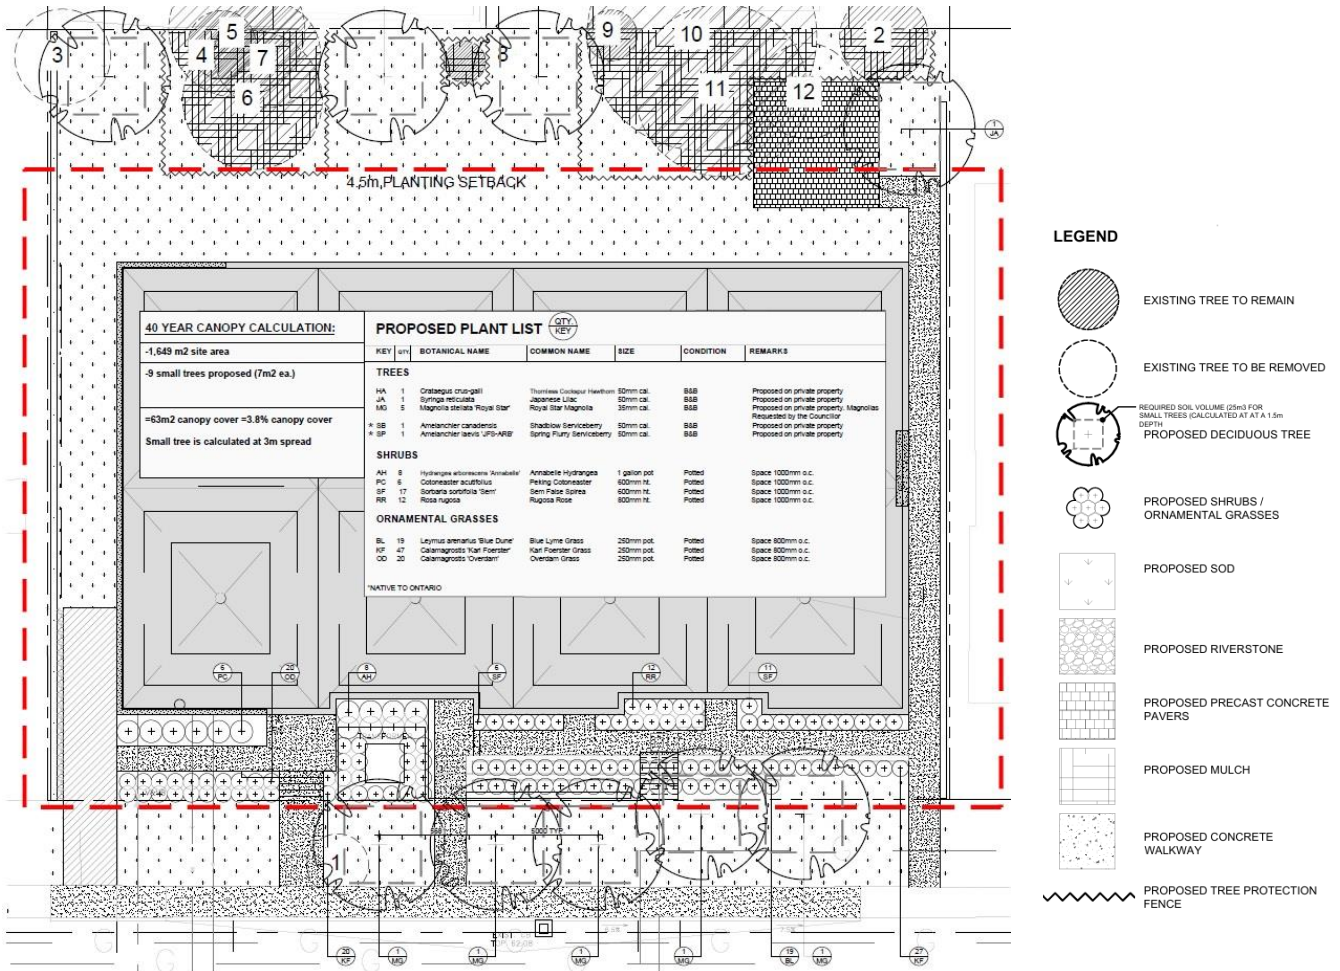 3
4
5
7
6
8
9
10
11
12
2
1
JA
4.5m PLANTING SETBACK
40 YEAR CANOPY CALCULATION:
-1,649 m2 site area
-9 small trees proposed (7m2 ea.)
=63m2 canopy cover =3.8% canopy cover
Small tree is calculated at 3m spread
PROPOSED PLANT LIST QTY KEY
KEY QTY. BOTANICAL NAME COMMON NAME SIZE CONDITION REMARKS
TREES
HA 1 Crataegus crus-galli Thornless Cockspur Hawthorn 50mm cal. B&B Proposed on private property
JA 1 Syringa reticulata Japanese Lilac 50mm cal. B&B Proposed on private property
MG 5 Magnolia stellata 'Royal Star' Royal Star Magnolia 35mm cal. B&B Proposed on private property. Magnolias
Requested by the Councillor
* SB 1 Amelanchier canadensis Shadblow Serviceberry 50mm cal. B&B Proposed on private property
* SP 1 Amelanchier laevis 'JFS-ARB' Spring Flurry Serviceberry 50mm cal. B&B Proposed on private property
SHRUBS
AH 8 Hydrangea arborescens 'Annabelle' Annabelle Hydrangea 1 gallon pot Potted Space 1000mm o.c.
PC 6 Cotoneaster acutifolius Peking Cotoneaster 600mm ht. Potted Space 1000mm o.c.
SF 17 Sorbaria sorbifolia 'Sem' Sem False Spirea 600mm ht. Potted Space 1000mm o.c.
RR 12 Rosa rugosa Rugosa Rose 800mm ht. Potted Space 1000mm o.c.
ORNAMENTAL GRASSES
BL 19 Leymus arenarius 'Blue Dune' Blue Lyme Grass 250mm pot. Potted Space 800mm o.c.
KF 47 Calamagrostis 'Karl Foerster' Karl Foerster Grass 250mm pot. Potted Space 800mm o.c.
OD 20 Calamagrostis 'Overdam' Overdam Grass 250mm pot. Potted Space 800mm o.c.
*NATIVE TO ONTARIO
6 PC
20 OD
8 AH
6 SF
12 RR
11 SF
5000 TYP.
1
20 KF
1 MG
1 MG
1 MG
1 MG
19 BL
1 MG
27 KF
LEGEND
EXISTING TREE TO REMAIN
EXISTING TREE TO BE REMOVED
REQUIRED SOIL VOLUME (25m3 FOR
SMALL TREES (CALCULATED AT AT A 1.5m
DEPTH
PROPOSED DECIDUOUS TREE
PROPOSED SHRUBS /
ORNAMENTAL GRASSES
PROPOSED SOD
PROPOSED RIVERSTONE
PROPOSED PRECAST CONCRETE
PAVERS
PROPOSED MULCH
PROPOSED CONCRETE
WALKWAY
PROPOSED TREE PROTECTION
FENCE